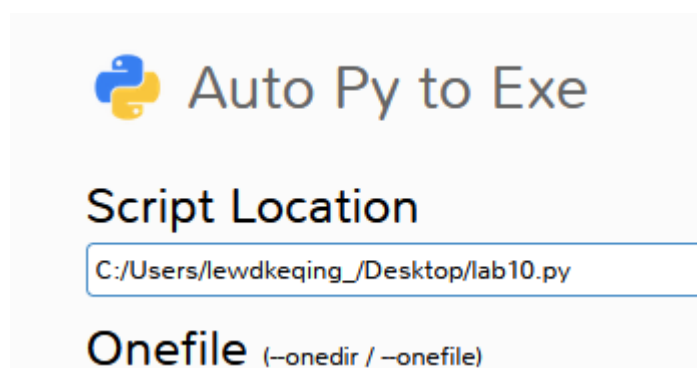 Auto Py to Exe
Script Location
C:/Users/lewdkeqing_/Desktop/lab10.py
Onefile (--onedir / --onefile)